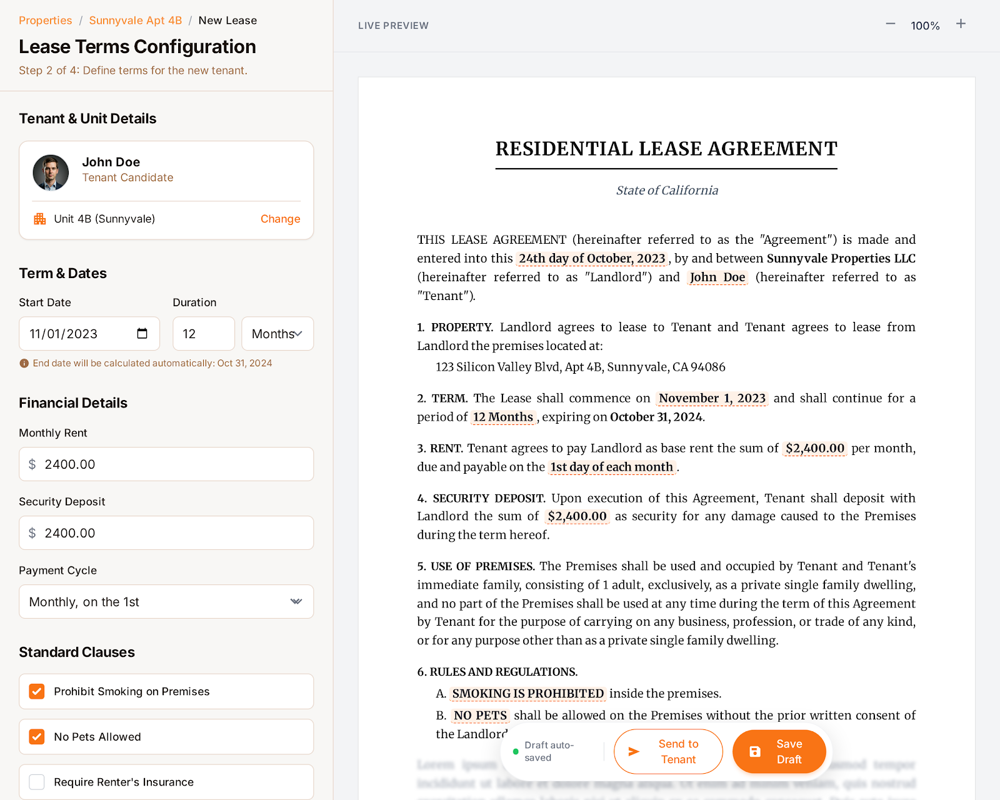 Properties / Sunnyvale Apt 4B / New Lease
Lease Terms Configuration
Step 2 of 4: Define terms for the new tenant.
Tenant & Unit Details
John Doe
Tenant Candidate
Unit 4B (Sunnyvale)
Change
Term & Dates
Start Date
Duration
11/01/2023
12
Months
End date will be calculated automatically: Oct 31, 2024
Financial Details
Monthly Rent
$ 2400.00
Security Deposit
$ 2400.00
Payment Cycle
Monthly, on the 1st
Standard Clauses
Prohibit Smoking on Premises
No Pets Allowed
Require Renter's Insurance
LIVE PREVIEW
100%
RESIDENTIAL LEASE AGREEMENT
State of California
THIS LEASE AGREEMENT (hereinafter referred to as the "Agreement") is made and
entered into this 24th day of October, 2023, by and between Sunnyvale Properties LLC
(hereinafter referred to as "Landlord") and John Doe (hereinafter referred to as
"Tenant").
1. PROPERTY. Landlord agrees to lease to Tenant and Tenant agrees to lease from
Landlord the premises located at:
123 Silicon Valley Blvd, Apt 4B, Sunnyvale, CA 94086
2. TERM. The Lease shall commence on November 1, 2023 and shall continue for a
period of 12 Months, expiring on October 31, 2024.
3. RENT. Tenant agrees to pay Landlord as base rent the sum of $2,400.00 per month,
due and payable on the 1st day of each month.
4. SECURITY DEPOSIT. Upon execution of this Agreement, Tenant shall deposit with
Landlord the sum of $2,400.00 as security for any damage caused to the Premises
during the term hereof.
5. USE OF PREMISES. The Premises shall be used and occupied by Tenant and Tenant's
immediate family, consisting of 1 adult, exclusively, as a private single family dwelling,
and no part of the Premises shall be used at any time during the term of this Agreement
by Tenant for the purpose of carrying on any business, profession, or trade of any kind,
or for any purpose other than as a private single family dwelling.
6. RULES AND REGULATIONS.
A. SMOKING IS PROHIBITED inside the premises.
B. NO PETS shall be allowed on the Premises without the prior written consent of
the Landlord
Lorem ipsum
incididunt ut labore et dolore magna aliqua. Ut enim ad minim veniam, quis nostrud
Draft auto-
saved
Send to
Tenant
Save
Draft